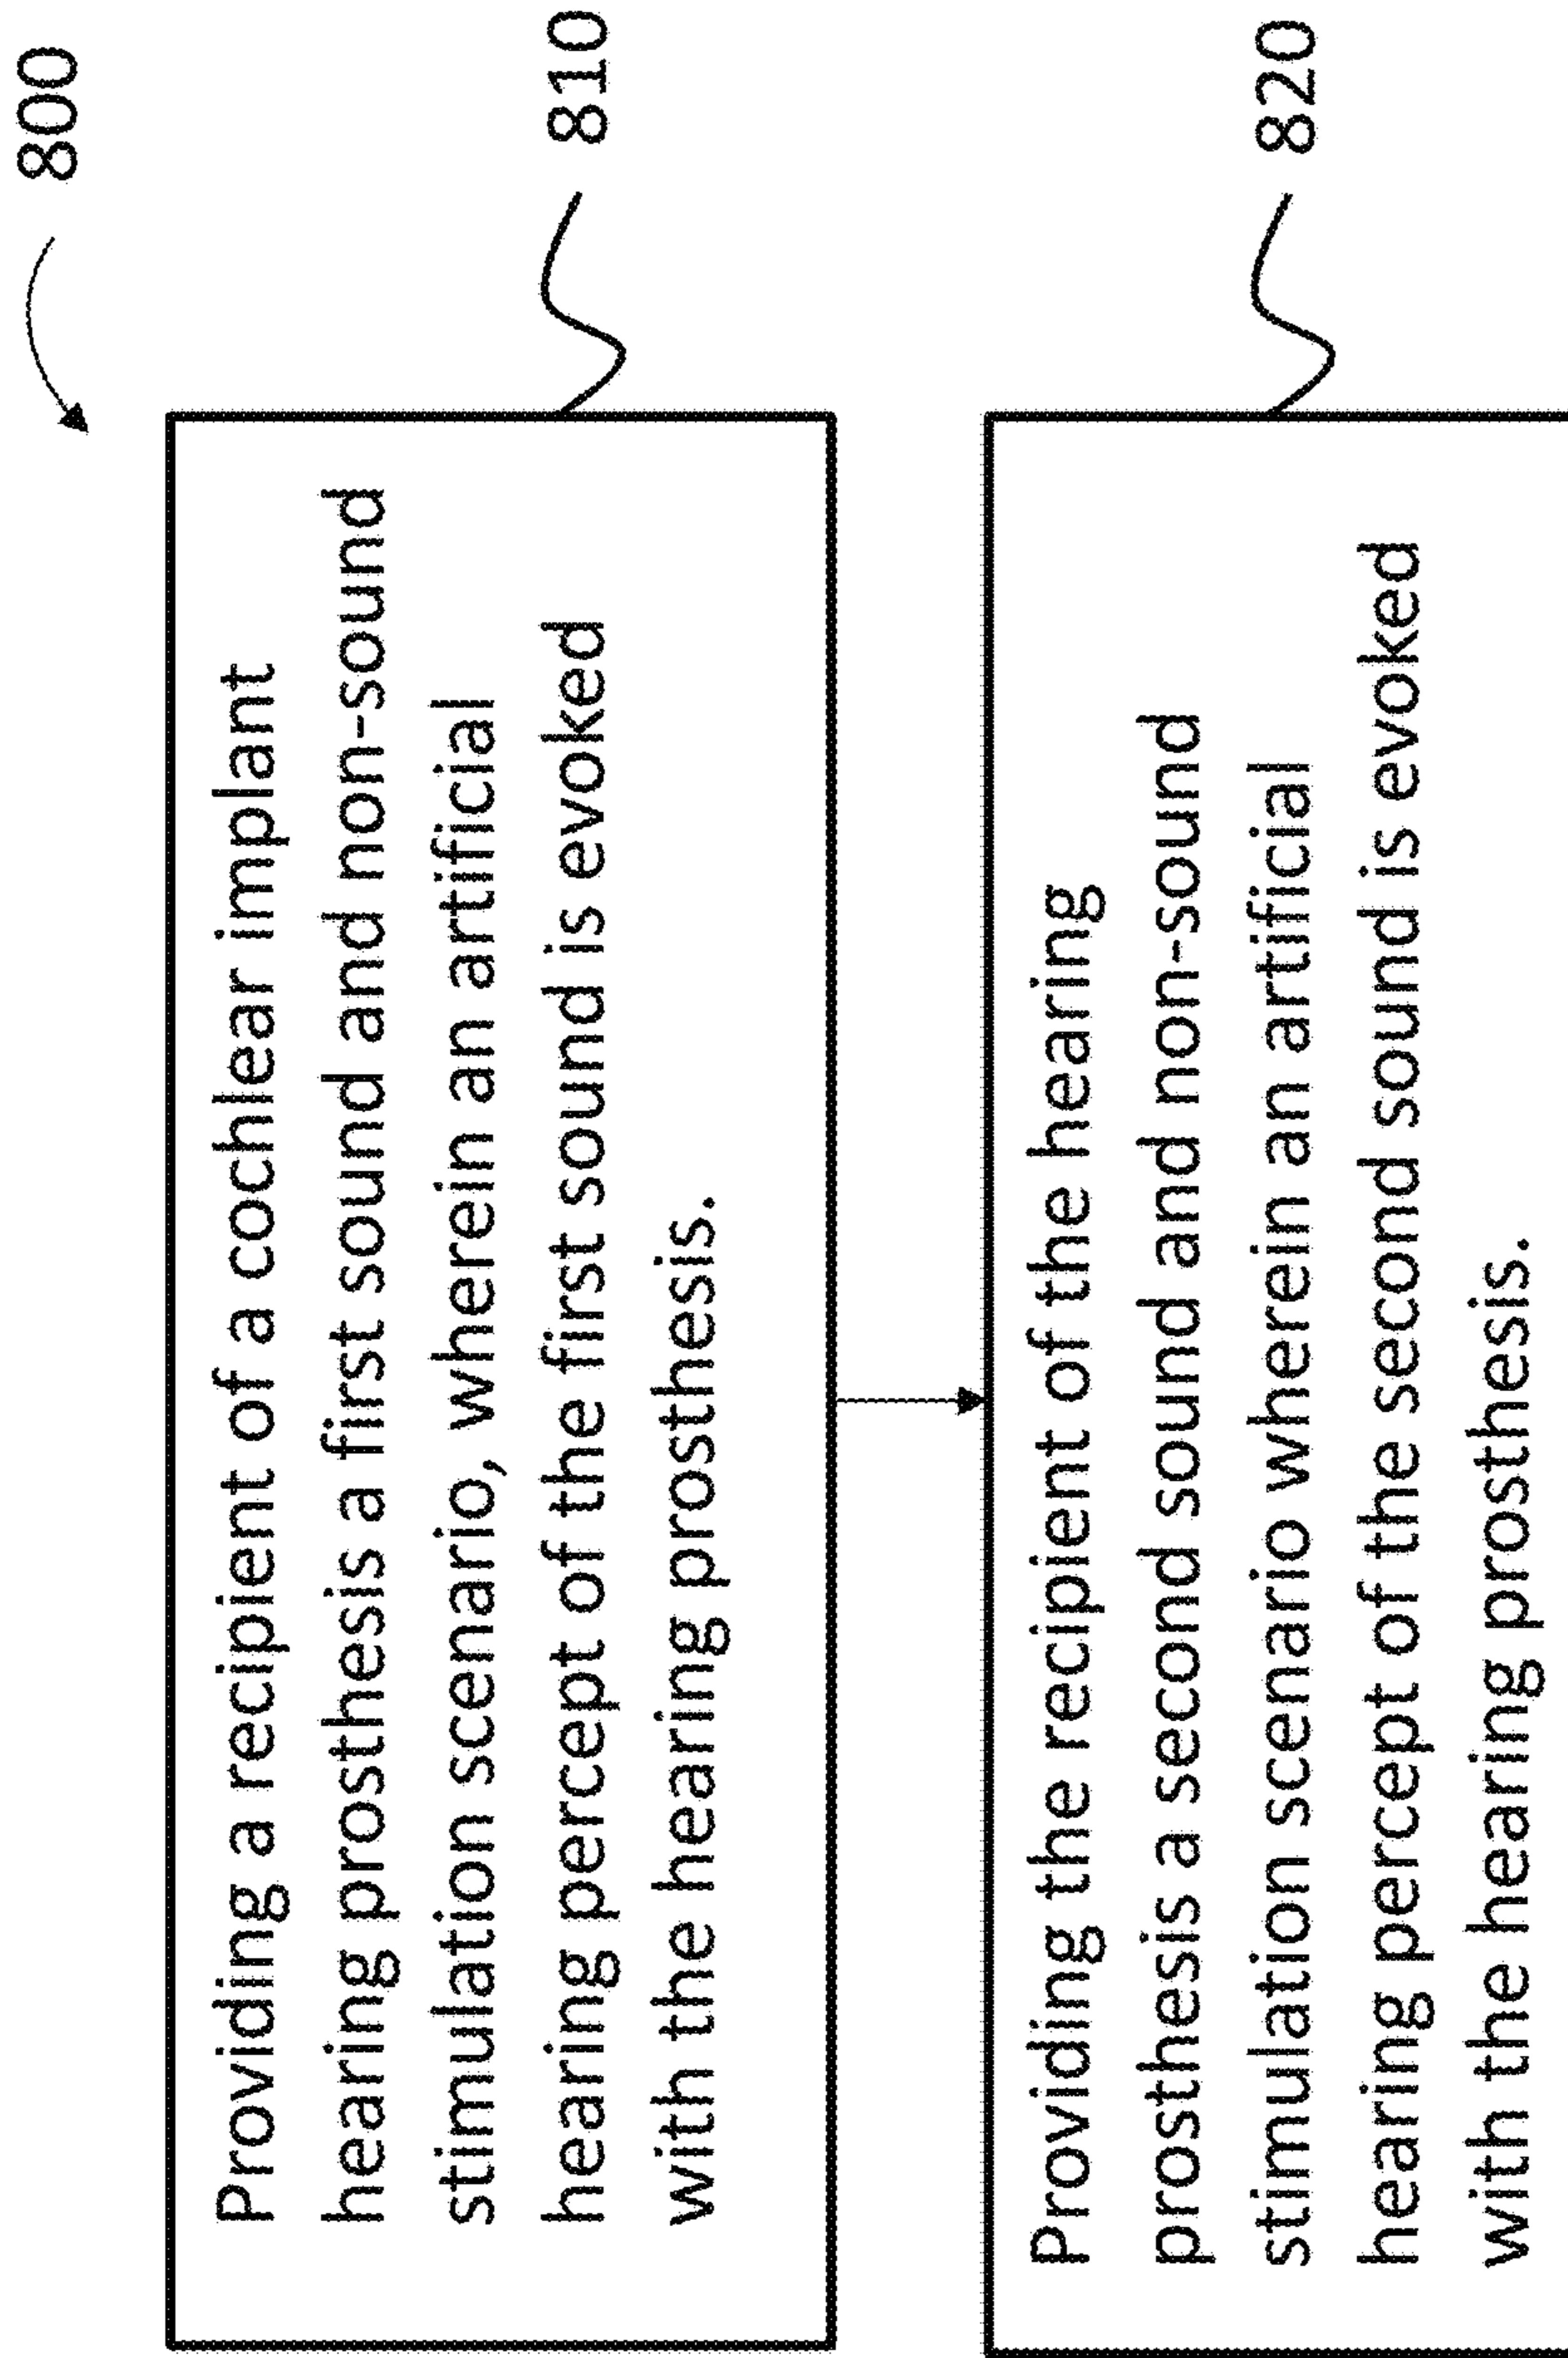 800
Providing a recipient of a cochlear implant
hearing prosthesis a first sound and non-sound
stimulation scenario, wherein an artificial
hearing percept of the first sound is evoked
with the hearing prosthesis.
810
Providing the recipient of the hearing
prosthesis a second sound and non-sound
stimulation scenario wherein an artificial
hearing percept of the second sound is evoked
with the hearing prosthesis.
820